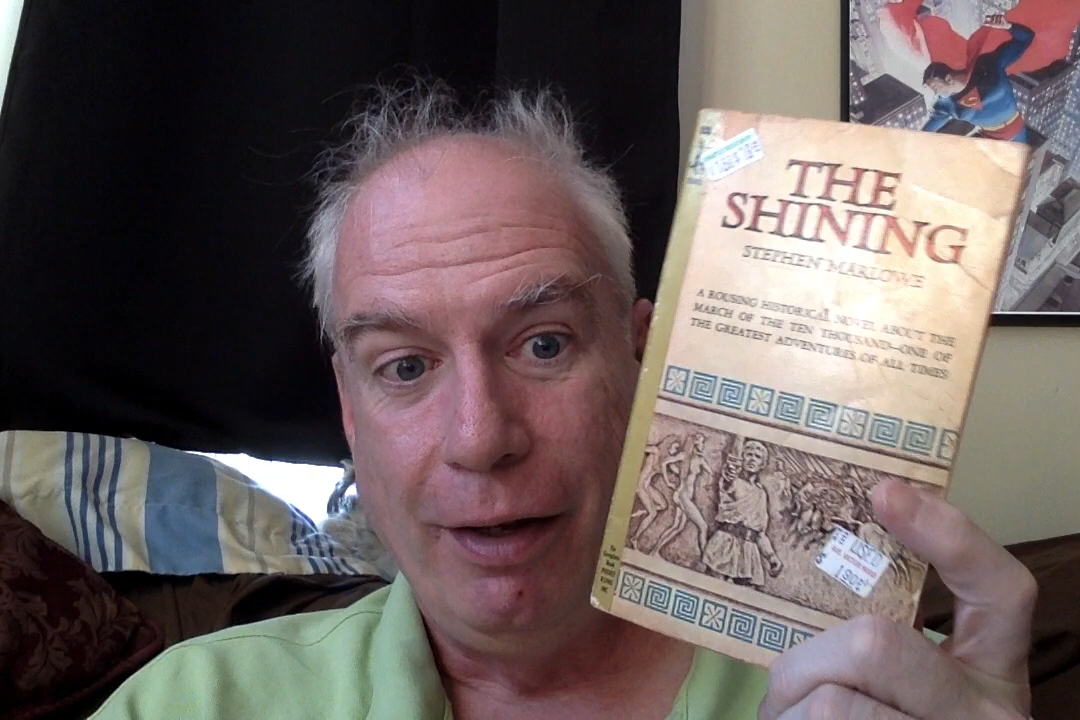 THE
SHINING
STEPHEN MARLOWE
A ROUSING HISTORICAL NOVEL ABOUT THE
MARCH OF THE TEN THOUSAND—ONE OF
THE GREATEST ADVENTURES OF ALL TIMES!
USED